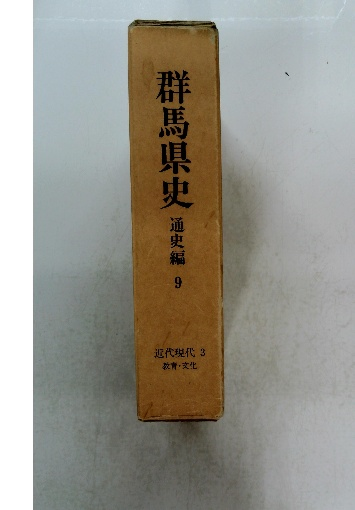 群馬県史
通史編
9
近代現代 3
教育・文化